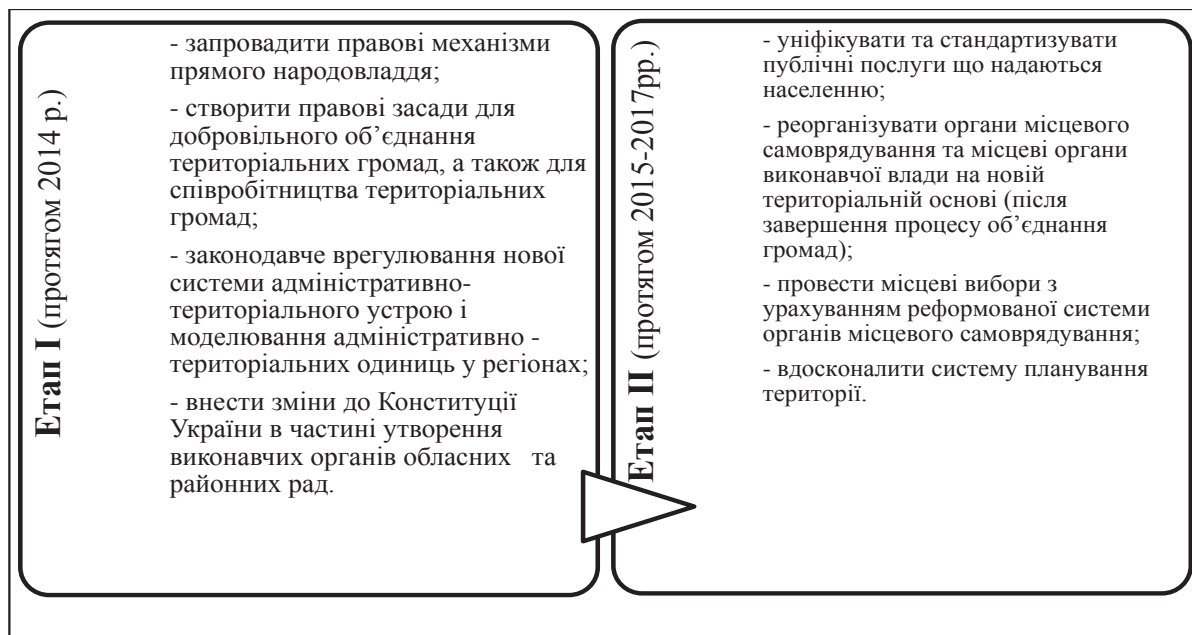 Етап I (протягом 2014 р.)
- запровадити правові механізми
прямого народовладдя;
- створити правові засади для
добровільного об’єднання
територіальних громад, а також для
співробітництва територіальних
громад;
- законодавче врегулювання нової
системи адміністративно-
територіального устрою і
моделювання адміністративно -
територіальних одиниць у регіонах;
- внести зміни до Конституції
України в частині утворення
виконавчих органів обласних та
районних рад.
Етап II (протягом 2015-2017рр.)
- уніфікувати та стандартизувати
публічні послуги що надаються
населенню;
- реорганізувати органи місцевого
самоврядування та місцеві органи
виконавчої влади на новій
територіальній основі (після
завершення процесу об’єднання
громад);
- провести місцеві вибори з
урахуванням реформованої системи
органів місцевого самоврядування;
- вдосконалити систему планування
території.